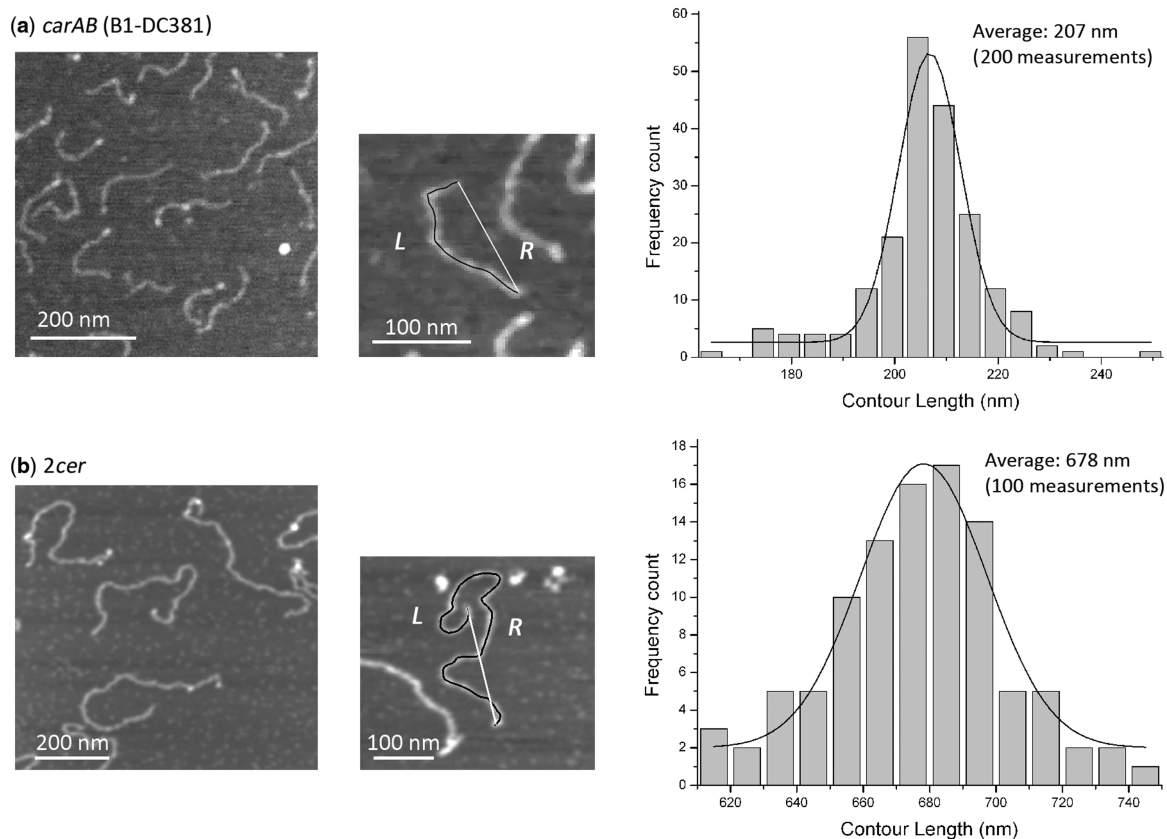 (a) carAB (B1-DC381)
200 nm
L
R
100 nm
Average: 207 nm
(200 measurements)
Frequency count
60
50
40
30
20
10
0
180
200
220
240
Contour Length (nm)
(b) 2cer
200 nm
L
R
100 nm
Average: 678 nm
(100 measurements)
Frequency count
18
16
14
12
10
8
6
4
2
0
620
640
660
680
700
720
740
Contour Length (nm)